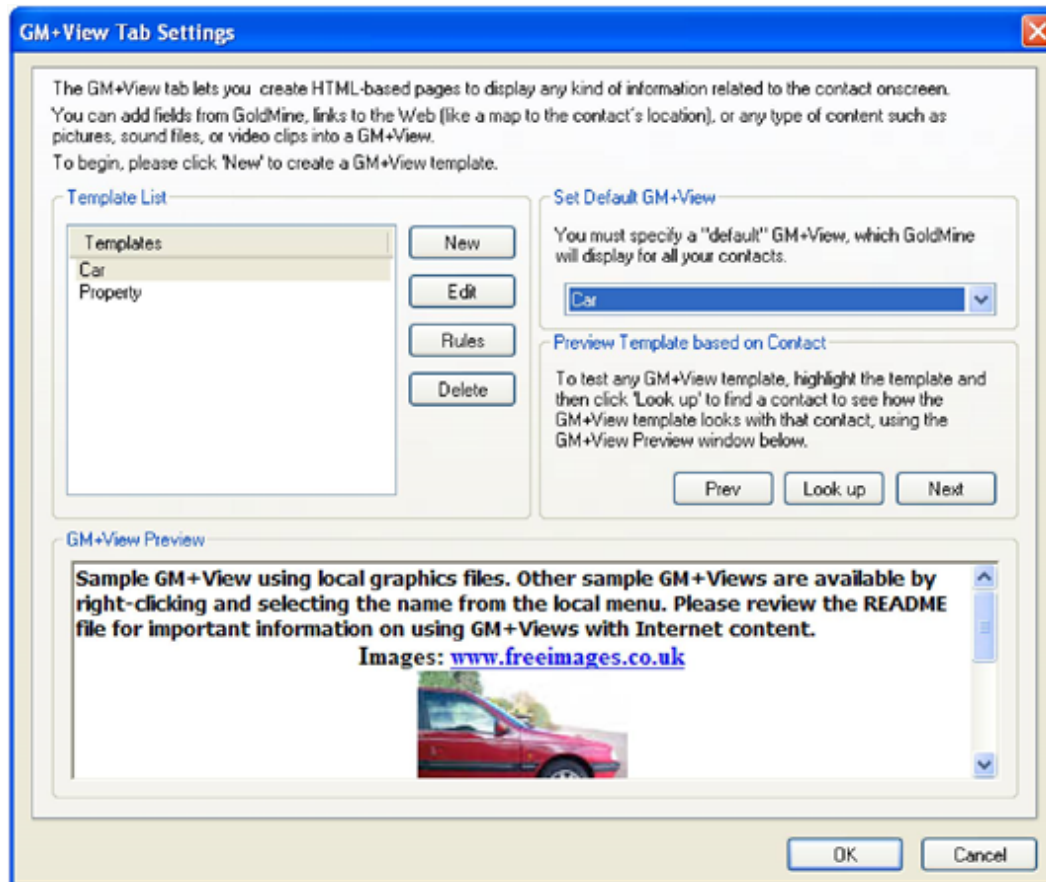 GM+View Tab Settings
The GM+View tab lets you create HTML-based pages to display any kind of information related to the contact onscreen.
You can add fields from GoldMine, links to the Web (like a map to the contact's location), or any type of content such as
pictures, sound files, or video clips into a GM+View.
To begin, please click 'New' to create a GM+View template.
Template List
Templates
Car
Property
New
Edit
Rules
Delete
Set Default GM+View
You must specify a "default" GM+View, which GoldMine
will display for all your contacts.
Car
Preview Template based on Contact
To test any GM+View template, highlight the template and
then click 'Look up' to find a contact to see how the
GM+View template looks with that contact, using the
GM+View Preview window below.
Prev
Look up
Next
GM+View Preview
Sample GM+View using local graphics files. Other sample GM+Views are available by
right-clicking and selecting the name from the local menu. Please review the README
file for important information on using GM+Views with Internet content.
Images: www.freeimages.co.uk
OK
Cancel